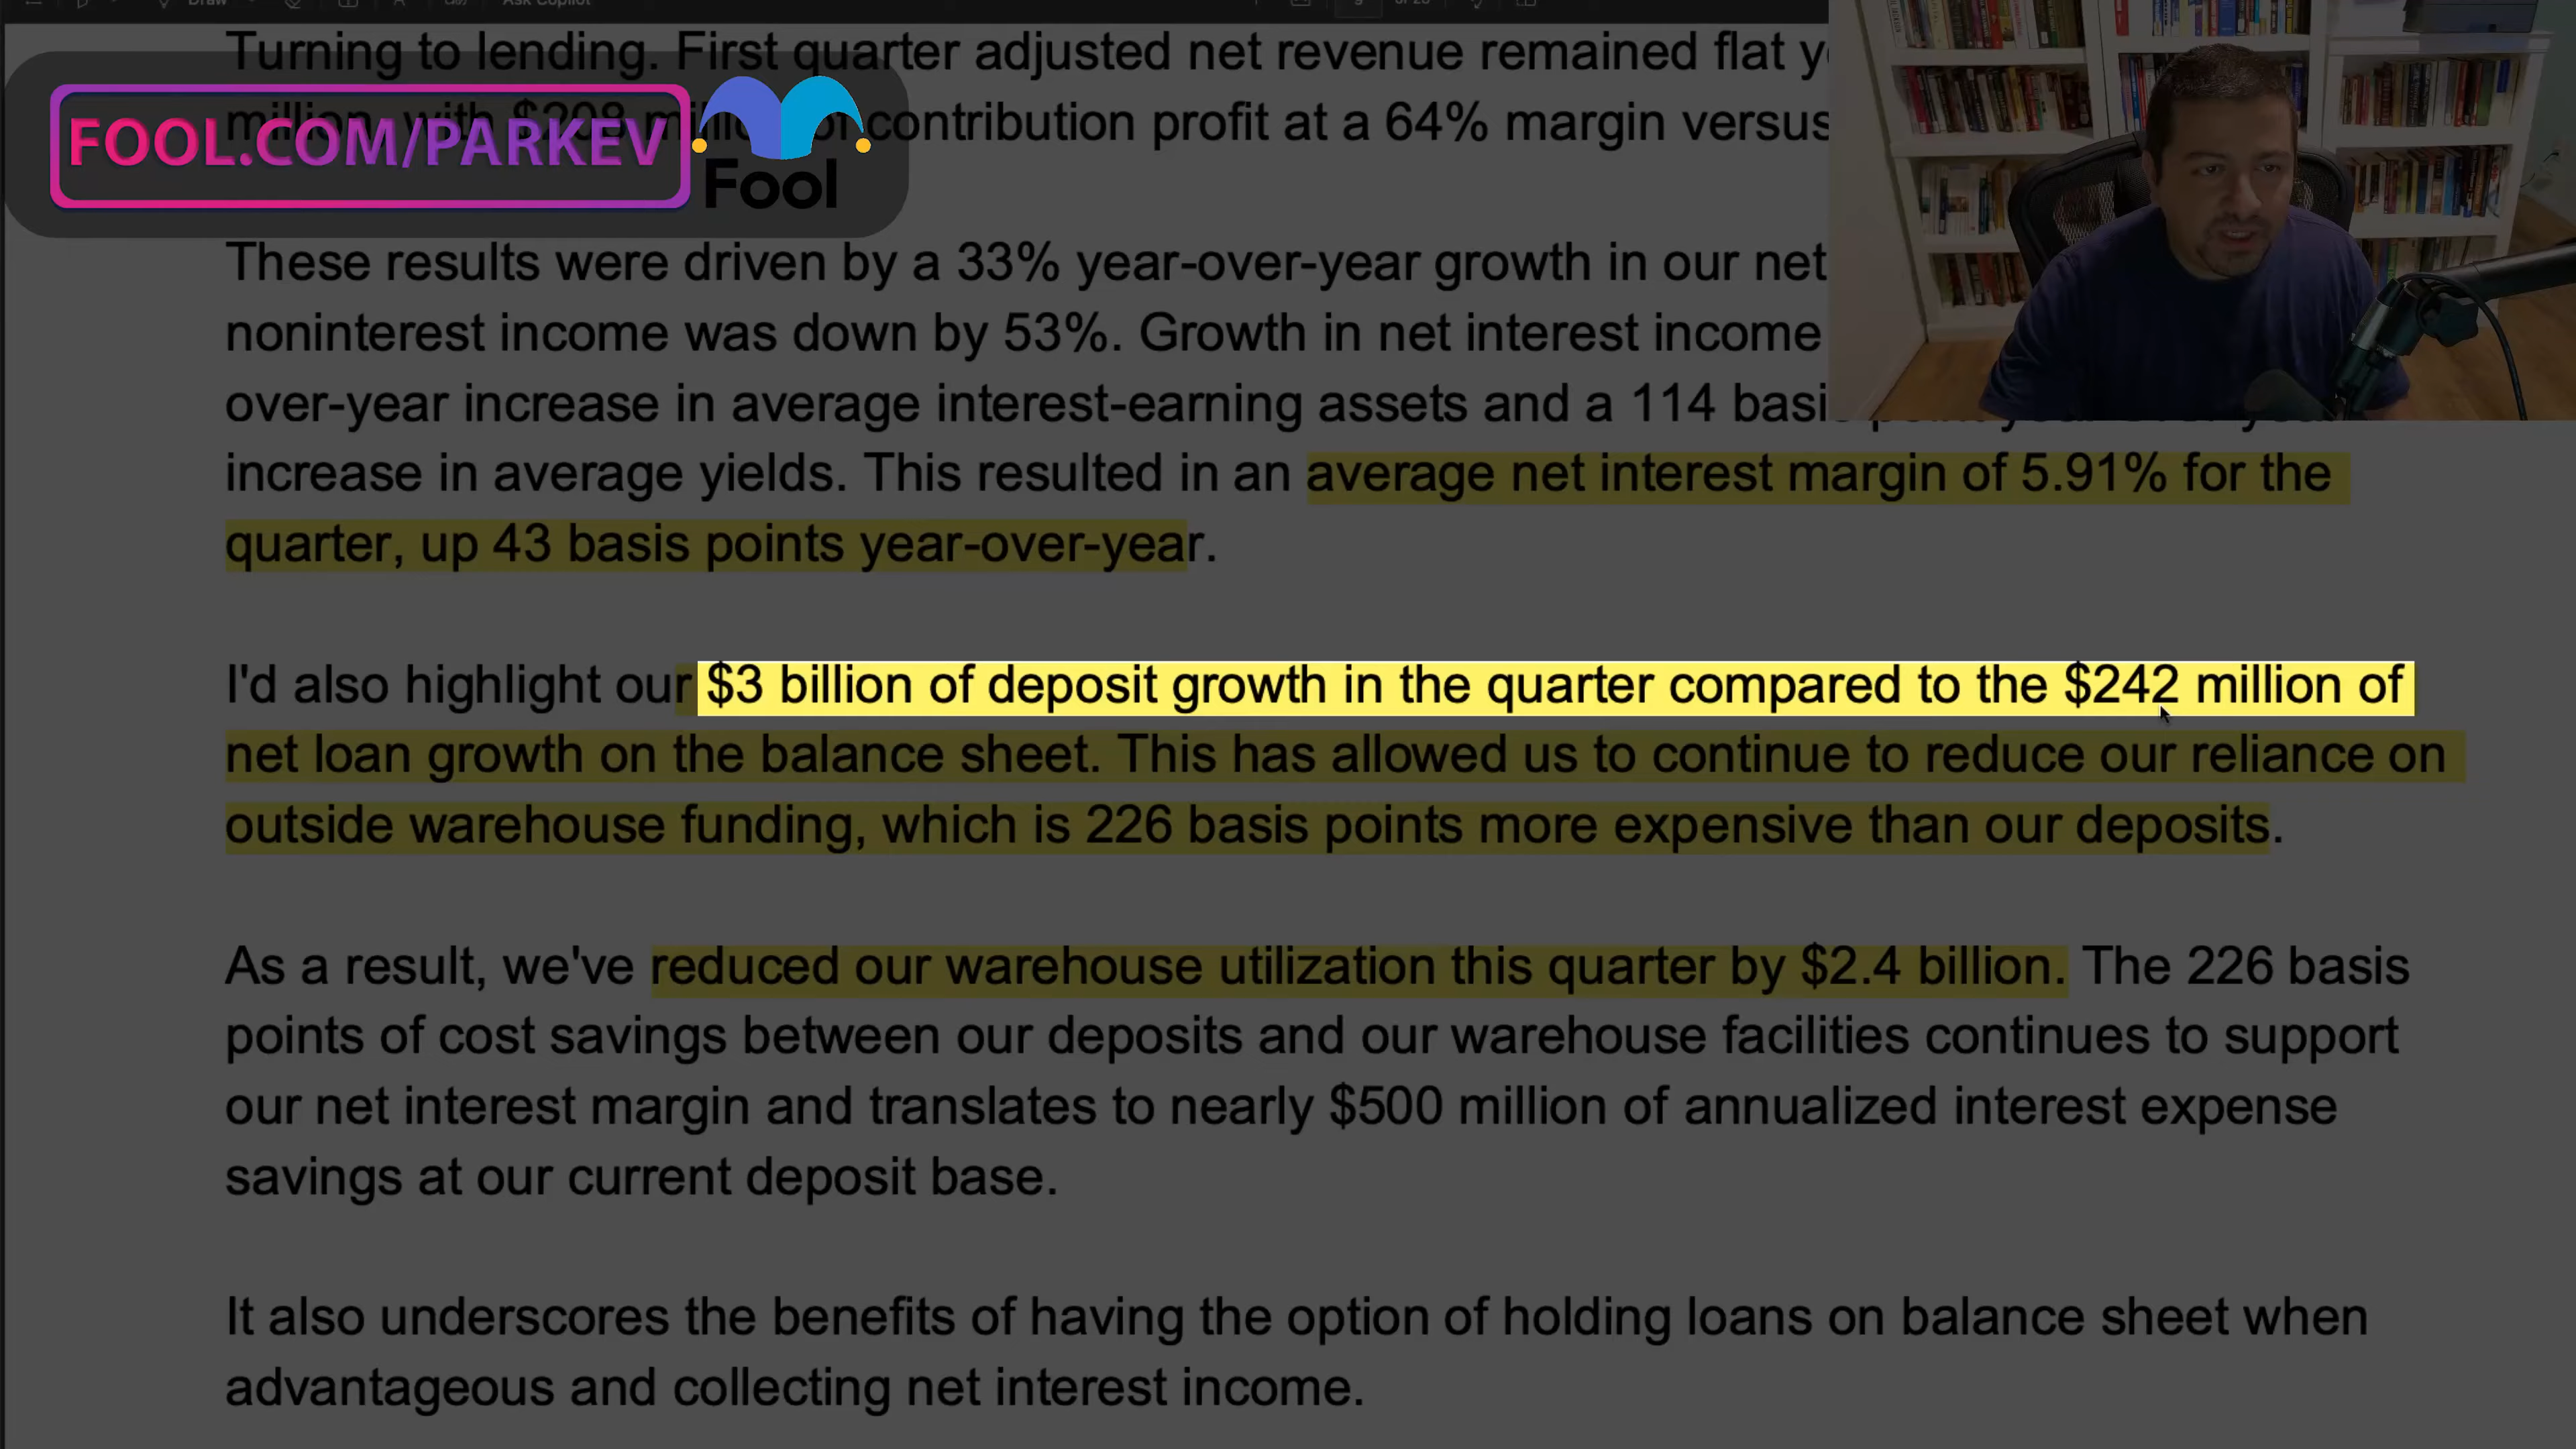 Draw
Ask Copilot
Turning to lending. First quarter adjusted net revenue remained flat
million, with $208 of contribution profit at a 64% margin versus
FOOL.COM/PARKEV
Fool
These results were driven by a 33% year-over-year growth in our net
noninterest income was down by 53%. Growth in net interest income
over-year increase in average interest-earning assets and a 114
increase in average yields. This resulted in an average net interest margin of 5.91% for the
quarter, up 43 basis points year-over-year.
I'd also highlight our $3 billion of deposit growth in the quarter compared to the $242 million of
net loan growth on the balance sheet. This has allowed us to continue to reduce our reliance on
outside warehouse funding, which is 226 basis points more expensive than our deposits.
As a result, we've reduced our warehouse utilization this quarter by $2.4 billion. The 226 basis
points of cost savings between our deposits and our warehouse facilities continues to support
our net interest margin and translates to nearly $500 million of annualized interest expense
savings at our current deposit base.
It also underscores the benefits of having the option of holding loans on balance sheet when
advantageous and collecting net interest income.